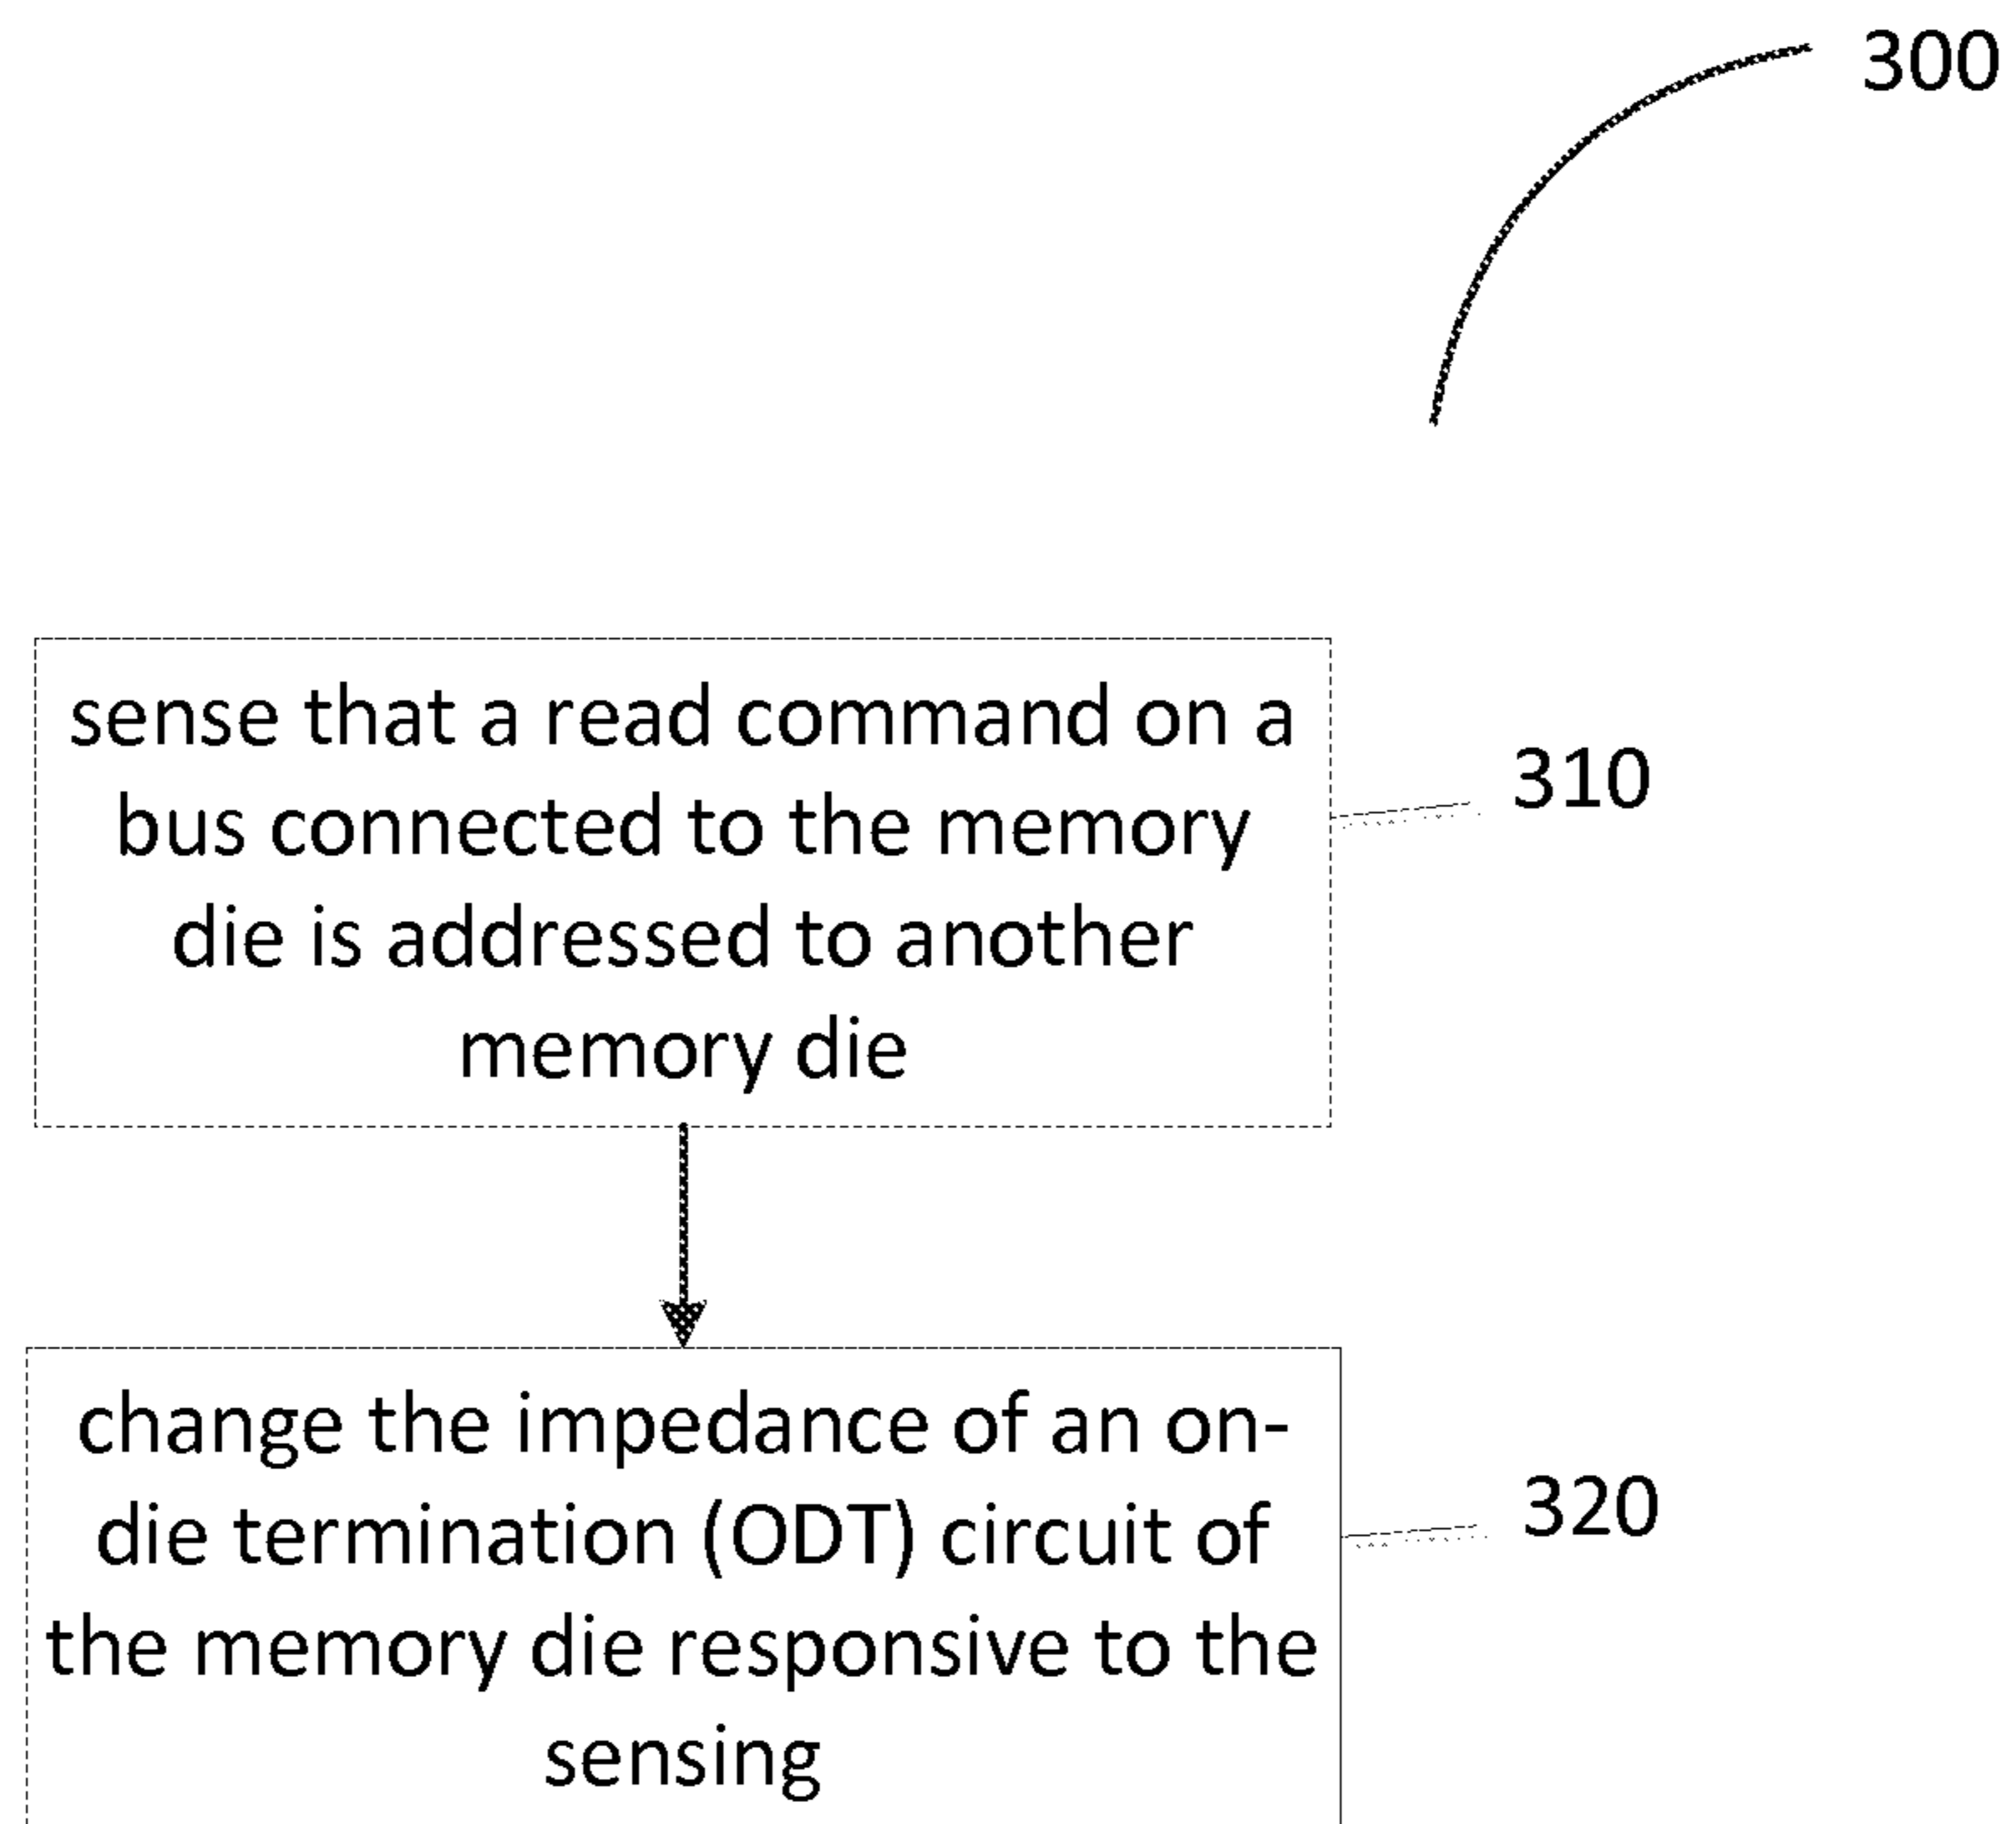 300
sense that a read command on a
bus connected to the memory
die is addressed to another
memory die
310
change the impedance of an on-
die termination (ODT) circuit of
the memory die responsive to the
sensing
320